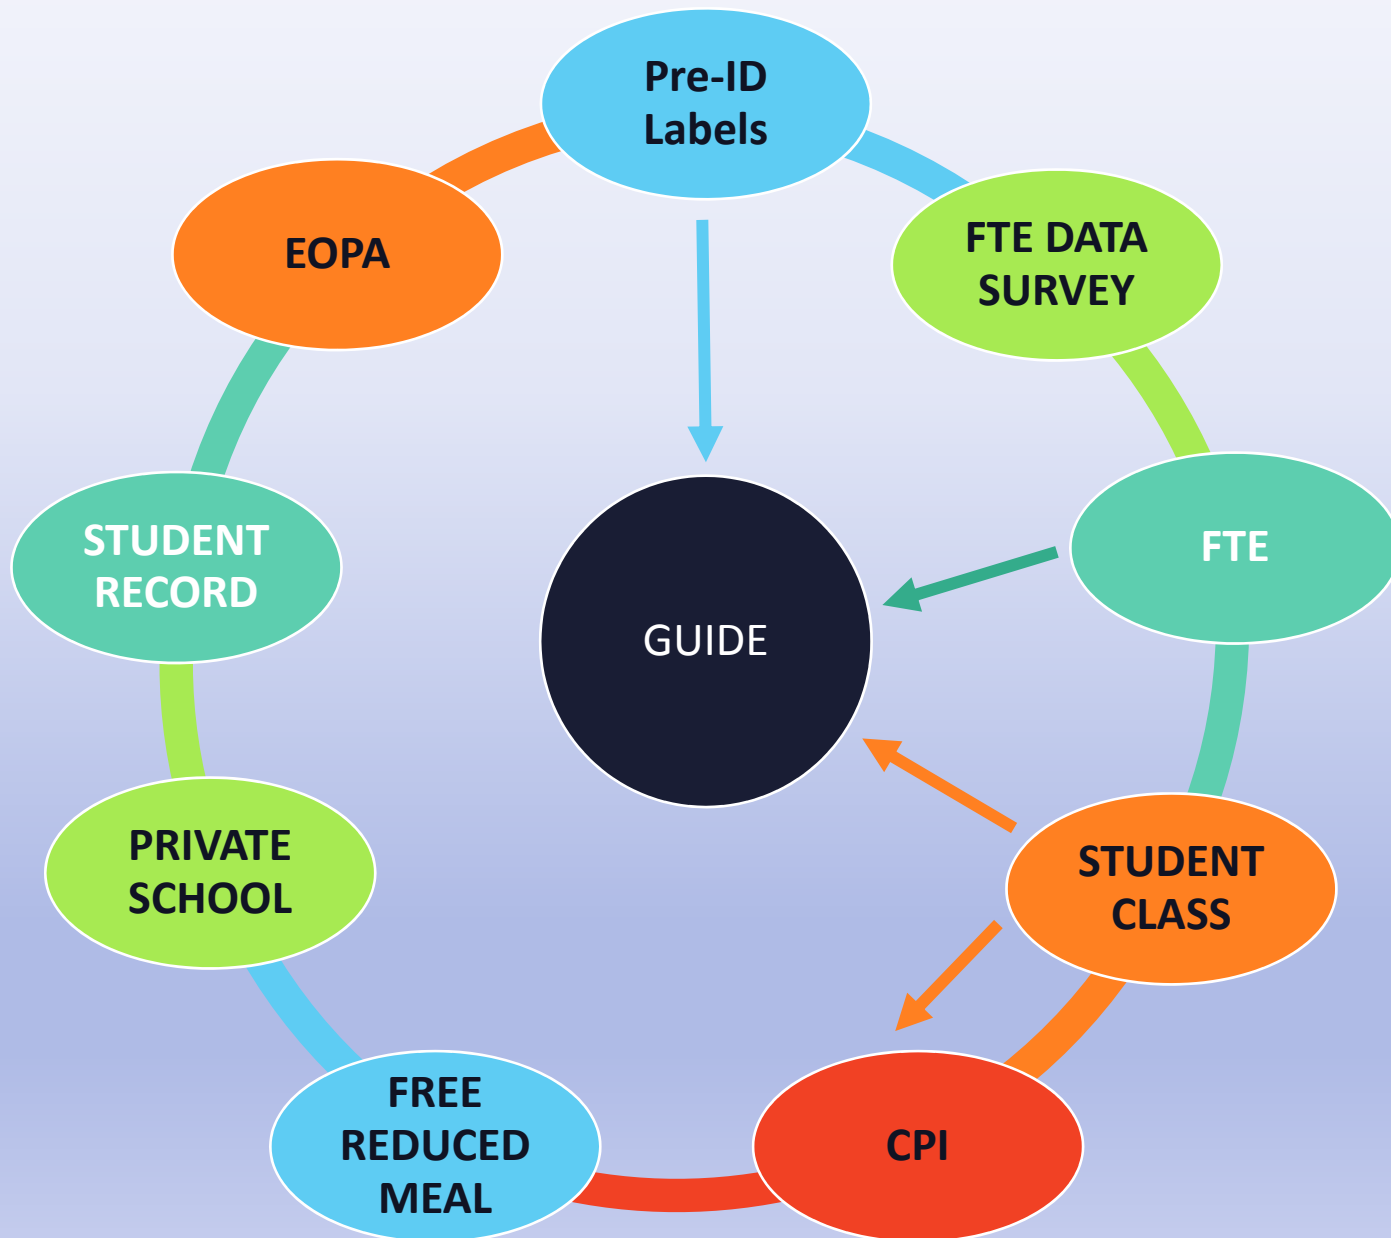 Pre-ID
Labels
FTE DATA
SURVEY
EOPA
STUDENT
RECORD
FTE
GUIDE
PRIVATE
SCHOOL
STUDENT
CLASS
FREE
REDUCED
MEAL
CPI